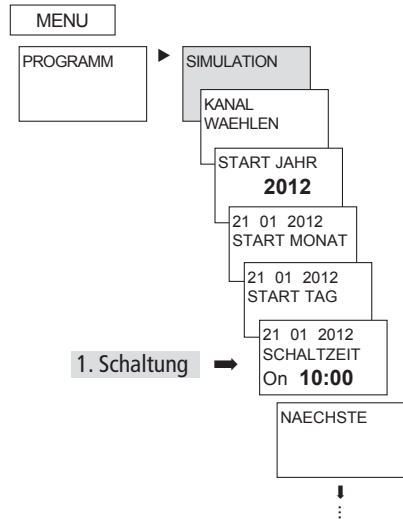 MENU
PROGRAMM
SIMULATION
KANAL
WAEHLEN
START JAHR
2012
21 01 2012
START MONAT
21 01 2012
START TAG
21 01 2012
SCHALTZEIT
On 10:00
1. Schaltung
NAECHSTE